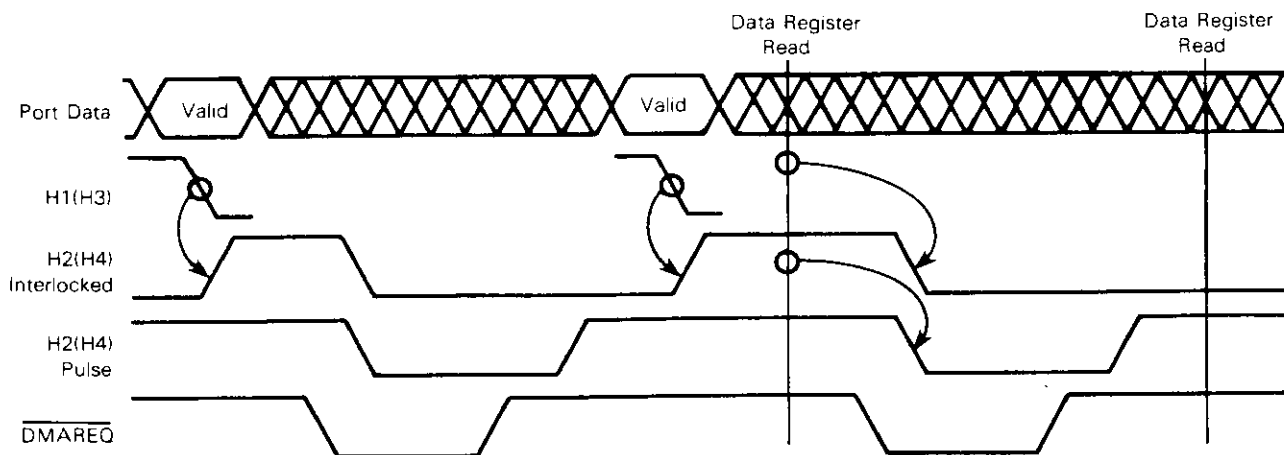 Data Register
Read
Data Register
Read
Port Data
Valid
Valid
H1(H3)
H2(H4)
Interlocked
H2(H4)
Pulse
DMAREQ